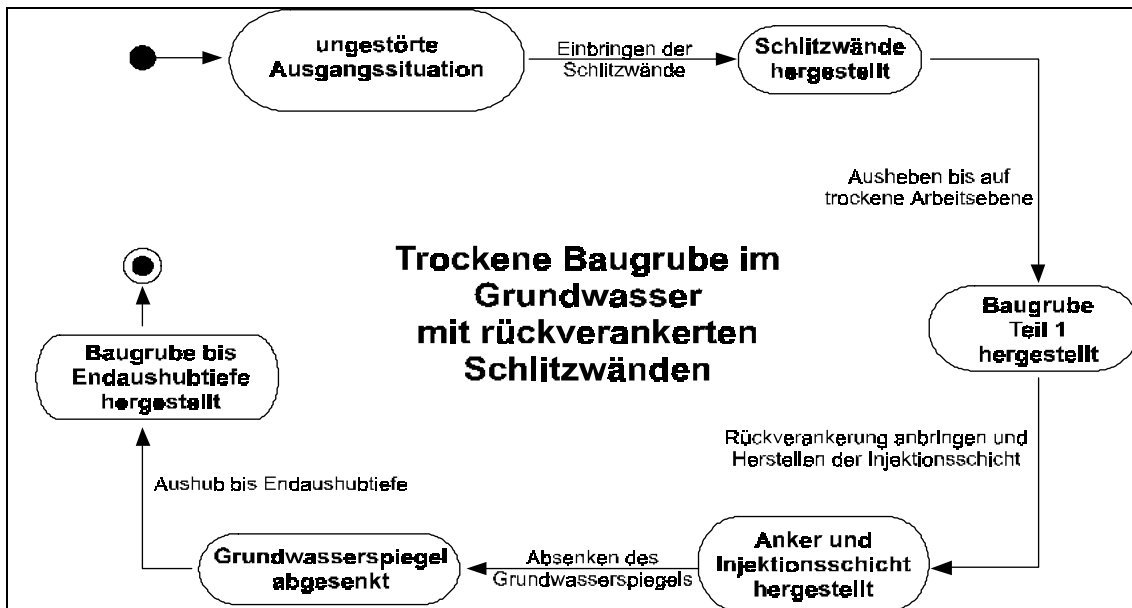 ungestörte
Ausgangssituation
Einbringen der
Schlitzwände
Schlitzwände
hergestellt
Ausheben bis auf
trockene Arbeitsebene
Baugrube
Teil 1
hergestellt
Rückverankerung anbringen und
Herstellen der Injektionsschicht
Anker und
Injektionsschicht
hergestellt
Absenken des
Grundwasserspiegels
Grundwasserspiegel
abgesenkt
Aushub bis Endaushubtiefe
Baugrube bis
Endaushubtiefe
hergestellt
Trockene Baugrube im
Grundwasser
mit rückverankerten
Schlitzwänden